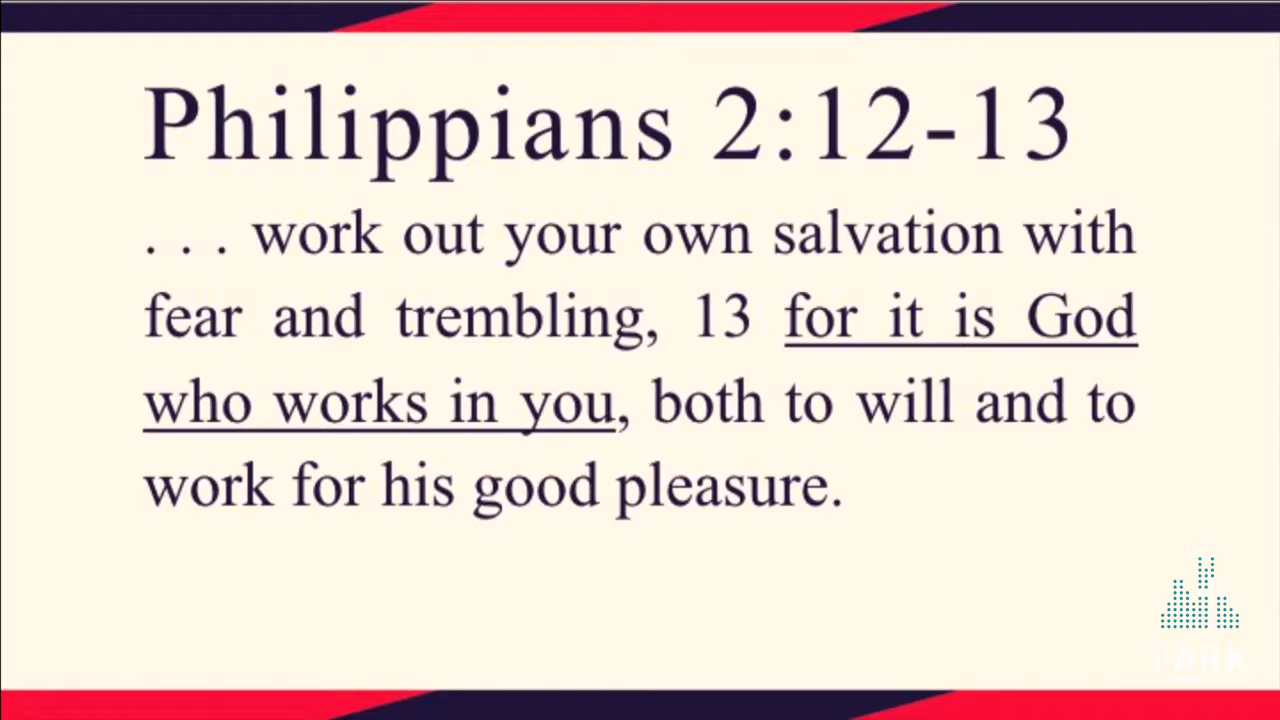 Philippians 2:12-13
. . . work out your own salvation with
fear and trembling, 13 for it is God
who works in you, both to will and to
work for his good pleasure.
PARK